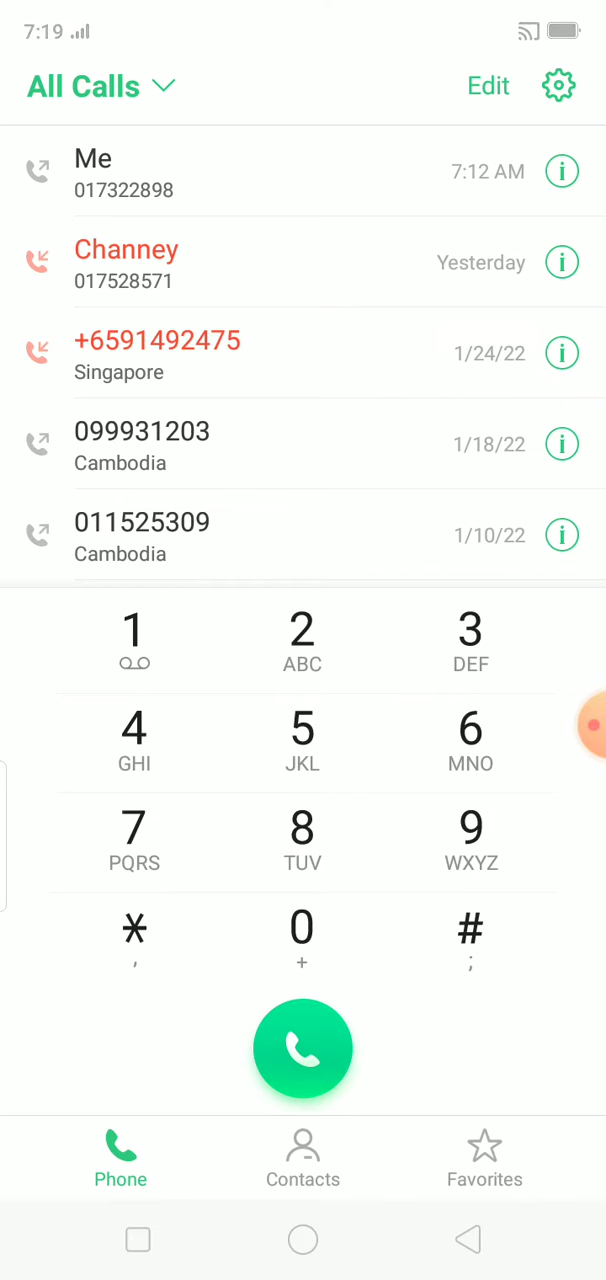 7:19
All Calls Edit
Me
017322898
7:12 AM
Channey
017528571
Yesterday
+6591492475
Singapore
1/24/22
099931203
Cambodia
1/18/22
011525309
Cambodia
1/10/22
1 2 3
ABC DEF
4 5 6
GHI JKL MNO
7 8 9
PQRS TUV WXYZ
* 0 #
, + ;
Phone Contacts Favorites